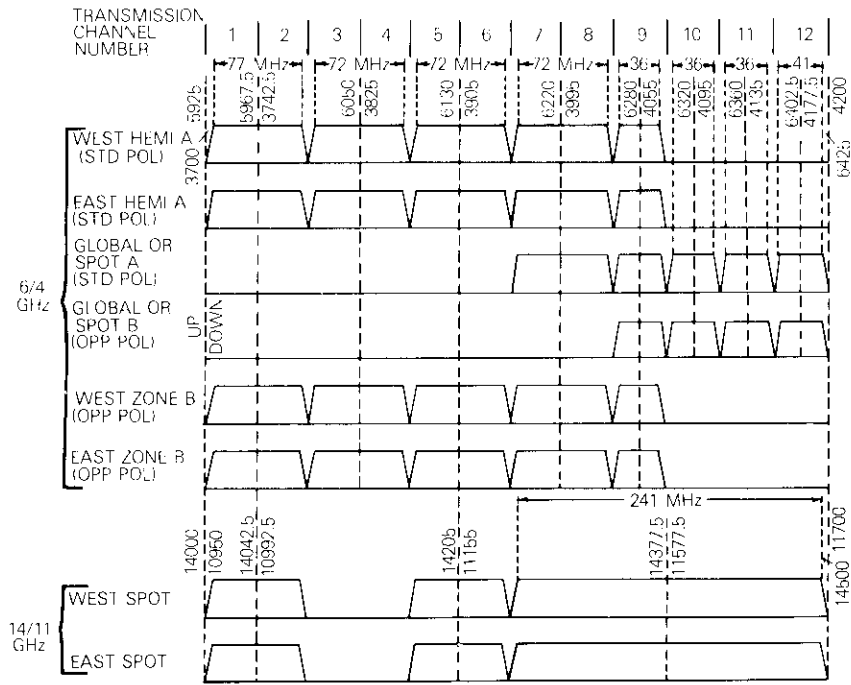 TRANSMISSION
CHANNEL
NUMBER
1 2 3 4 5 6 7 8 9 10 11 12
77 MHz 72 MHz 72 MHz 72 MHz 36 36 36 41
5925
3700
5967.5
3742.5
6050
3825
6130
3905
6220
3995
6280
4055
6320
4095
6360
4135
6402.5
4177.5
4200
6425
6/4
GHz
WEST HEMI A
(STD POL)
EAST HEMI A
(STD POL)
GLOBAL OR
SPOT A
(STD POL)
GLOBAL OR
SPOT B
(OPP POL)
UP
DOWN
WEST ZONE B
(OPP POL)
EAST ZONE B
(OPP POL)
241 MHz
14000
10950
14042.5
10992.5
14205
11155
14377.5
11577.5
11700
14500
14/11
GHz
WEST SPOT
EAST SPOT